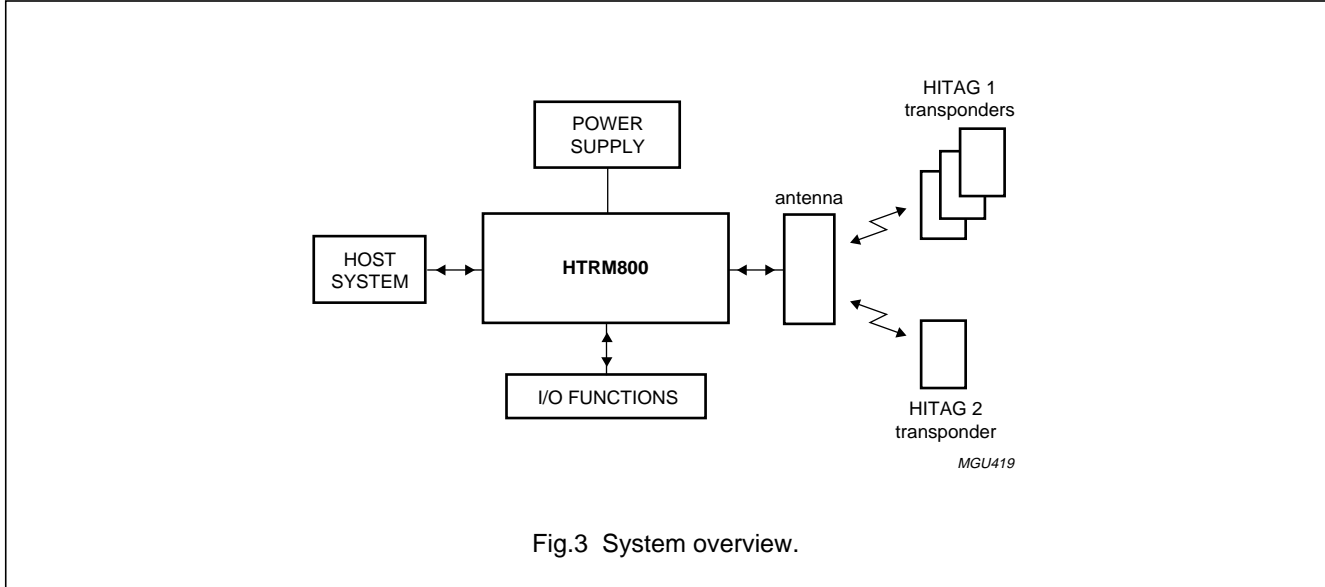 HITAG 1
transponders
POWER
SUPPLY
antenna
HOST
SYSTEM
HTRM800
I/O FUNCTIONS
HITAG 2
transponder
MGU419
Fig.3 System overview.